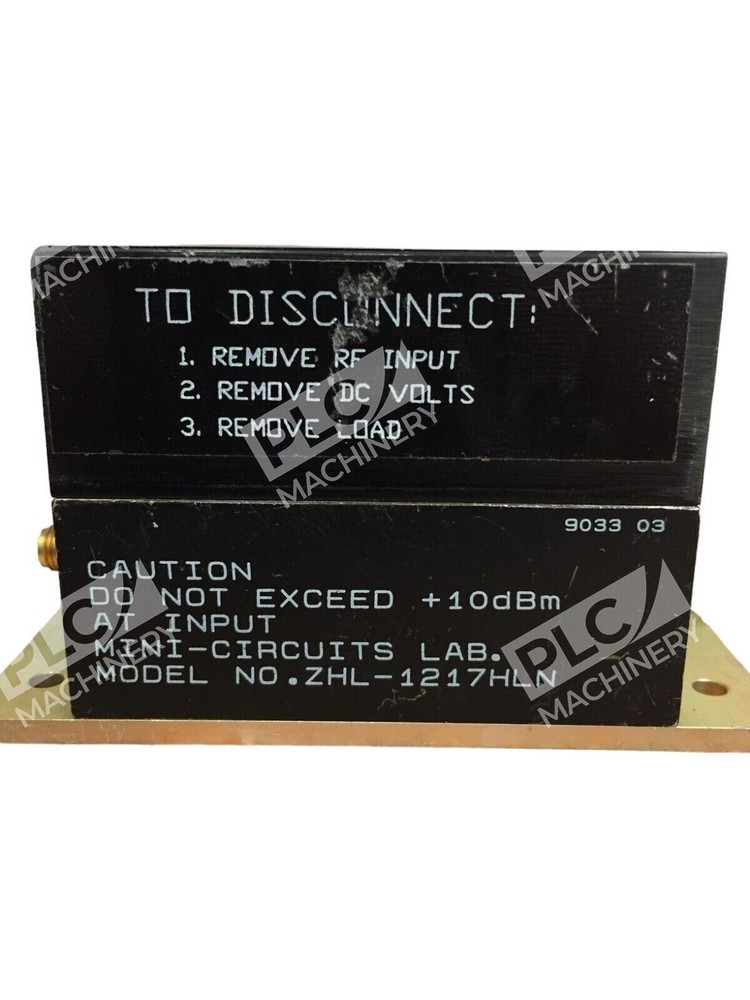 TO DISCONNECT:
1. REMOVE RF INPUT
2. REMOVE DC VOLTS
3. REMOVE LOAD
9033 03
CAUTION
DO NOT EXCEED +10dBm
AT INPUT
MINI-CIRCUITS LAB.
MODEL NO.ZHL-1217HLN
PLC MACHINERY
PLC MACHINERY
PLC MACHINERY
PLC MACHINERY
PLC MACHINERY